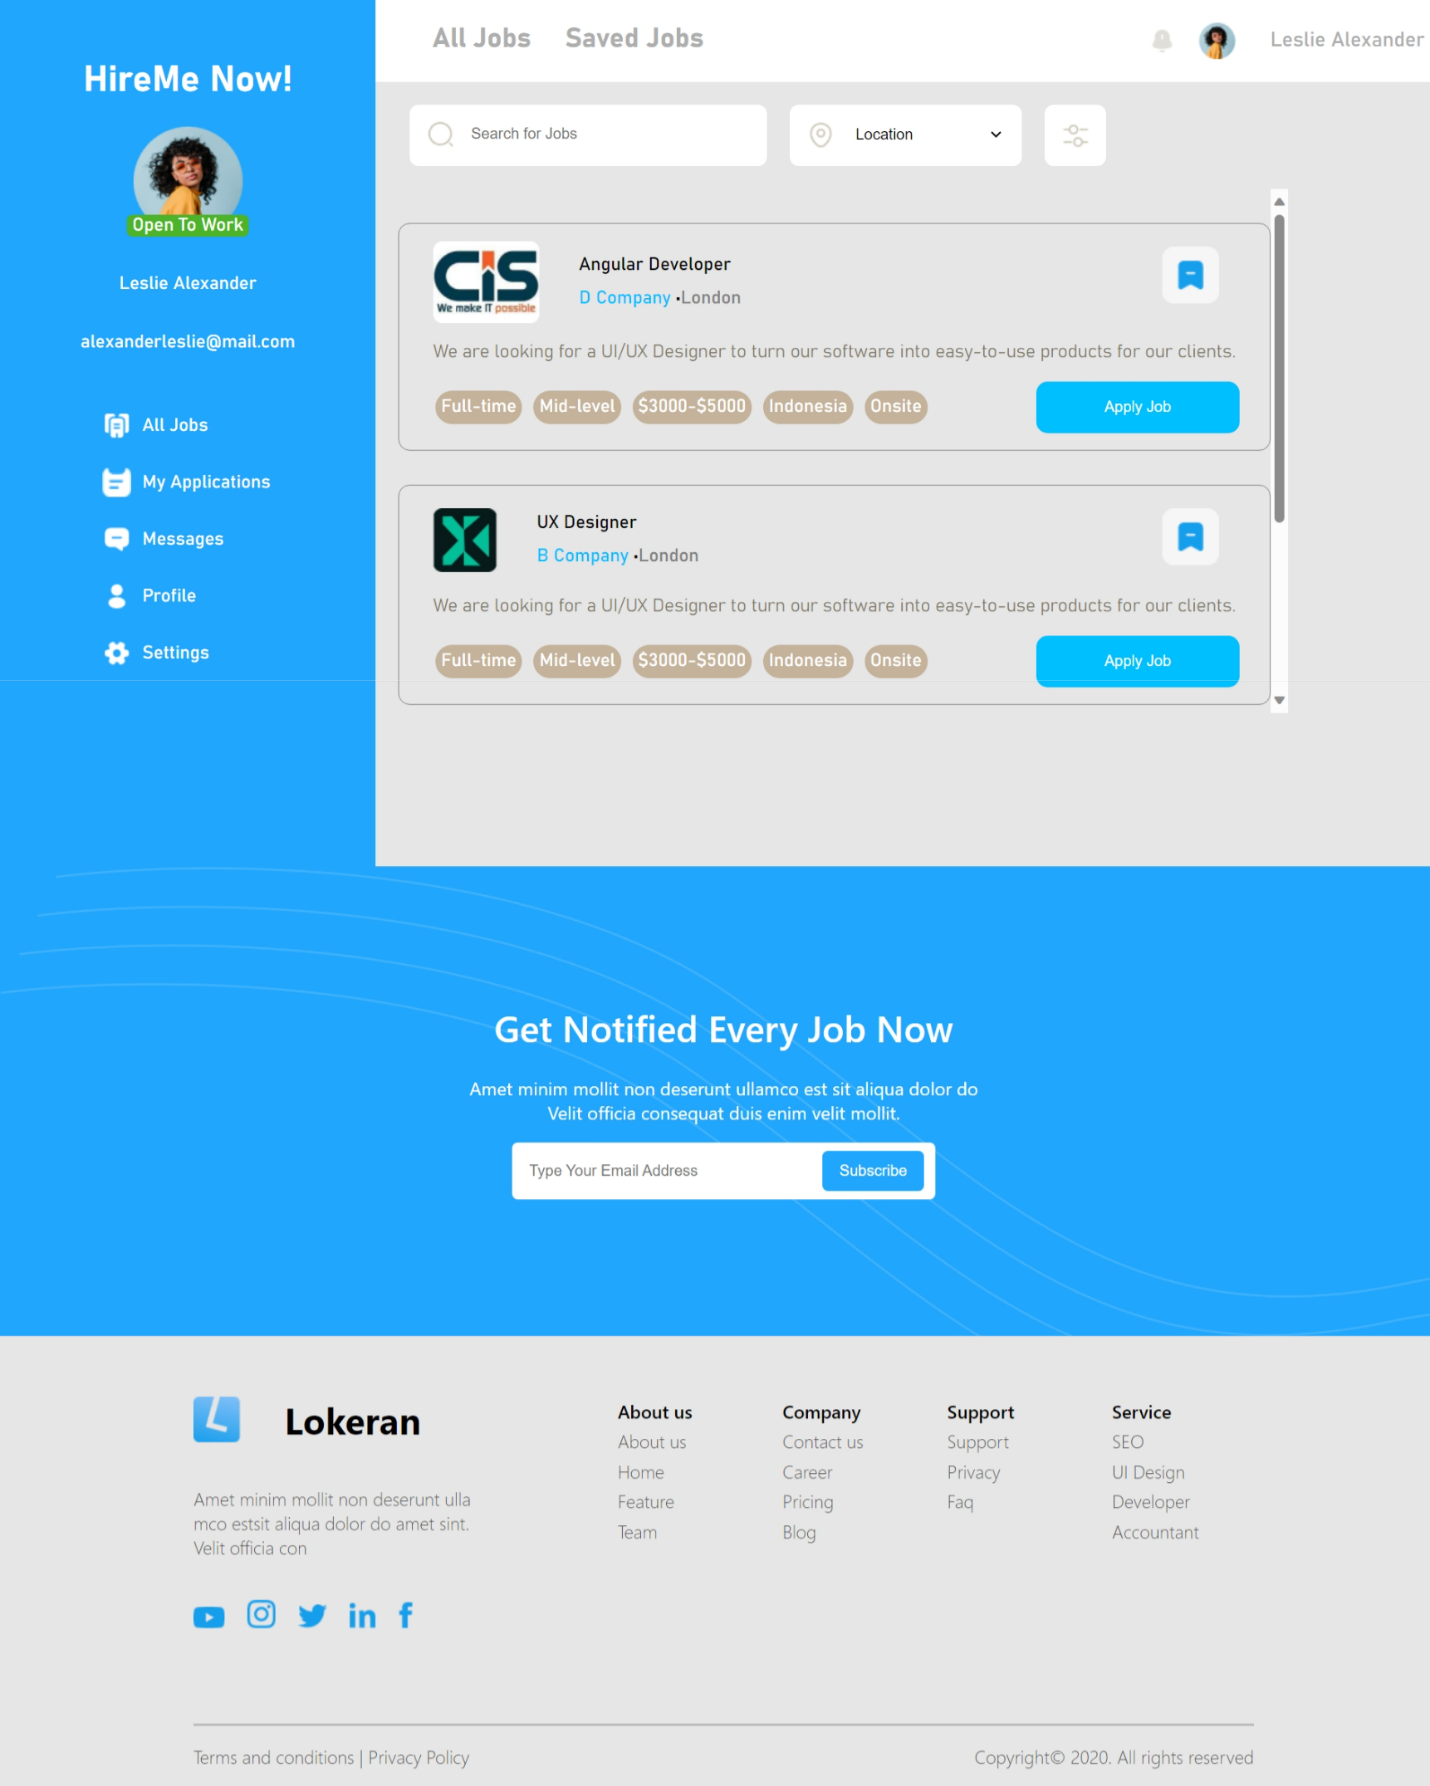 HireMe Now!
Open To Work
Leslie Alexander
alexanderleslie@mail.com
All Jobs
My Applications
Messages
Profile
Settings
All Jobs Saved Jobs
Leslie Alexander
Search for Jobs
Location
CIS
We make IT possible
Angular Developer
D Company •London
We are looking for a UI/UX Designer to turn our software into easy-to-use products for our clients.
Full-time Mid-level $3000-$5000 Indonesia Onsite
Apply Job
UX Designer
B Company •London
We are looking for a UI/UX Designer to turn our software into easy-to-use products for our clients.
Full-time Mid-level $3000-$5000 Indonesia Onsite
Apply Job
Get Notified Every Job Now
Amet minim mollit non deserunt ullamco est sit aliqua dolor do
Velit officia consequat duis enim velit mollit.
Type Your Email Address
Subscribe
Lokeran
Amet minim mollit non deserunt ulla
mco estsit aliqua dolor do amet sint.
Velit officia con
About us
About us
Home
Feature
Team
Company
Contact us
Career
Pricing
Blog
Support
Support
Privacy
Faq
Service
SEO
UI Design
Developer
Accountant
Terms and conditions | Privacy Policy
Copyright© 2020. All rights reserved